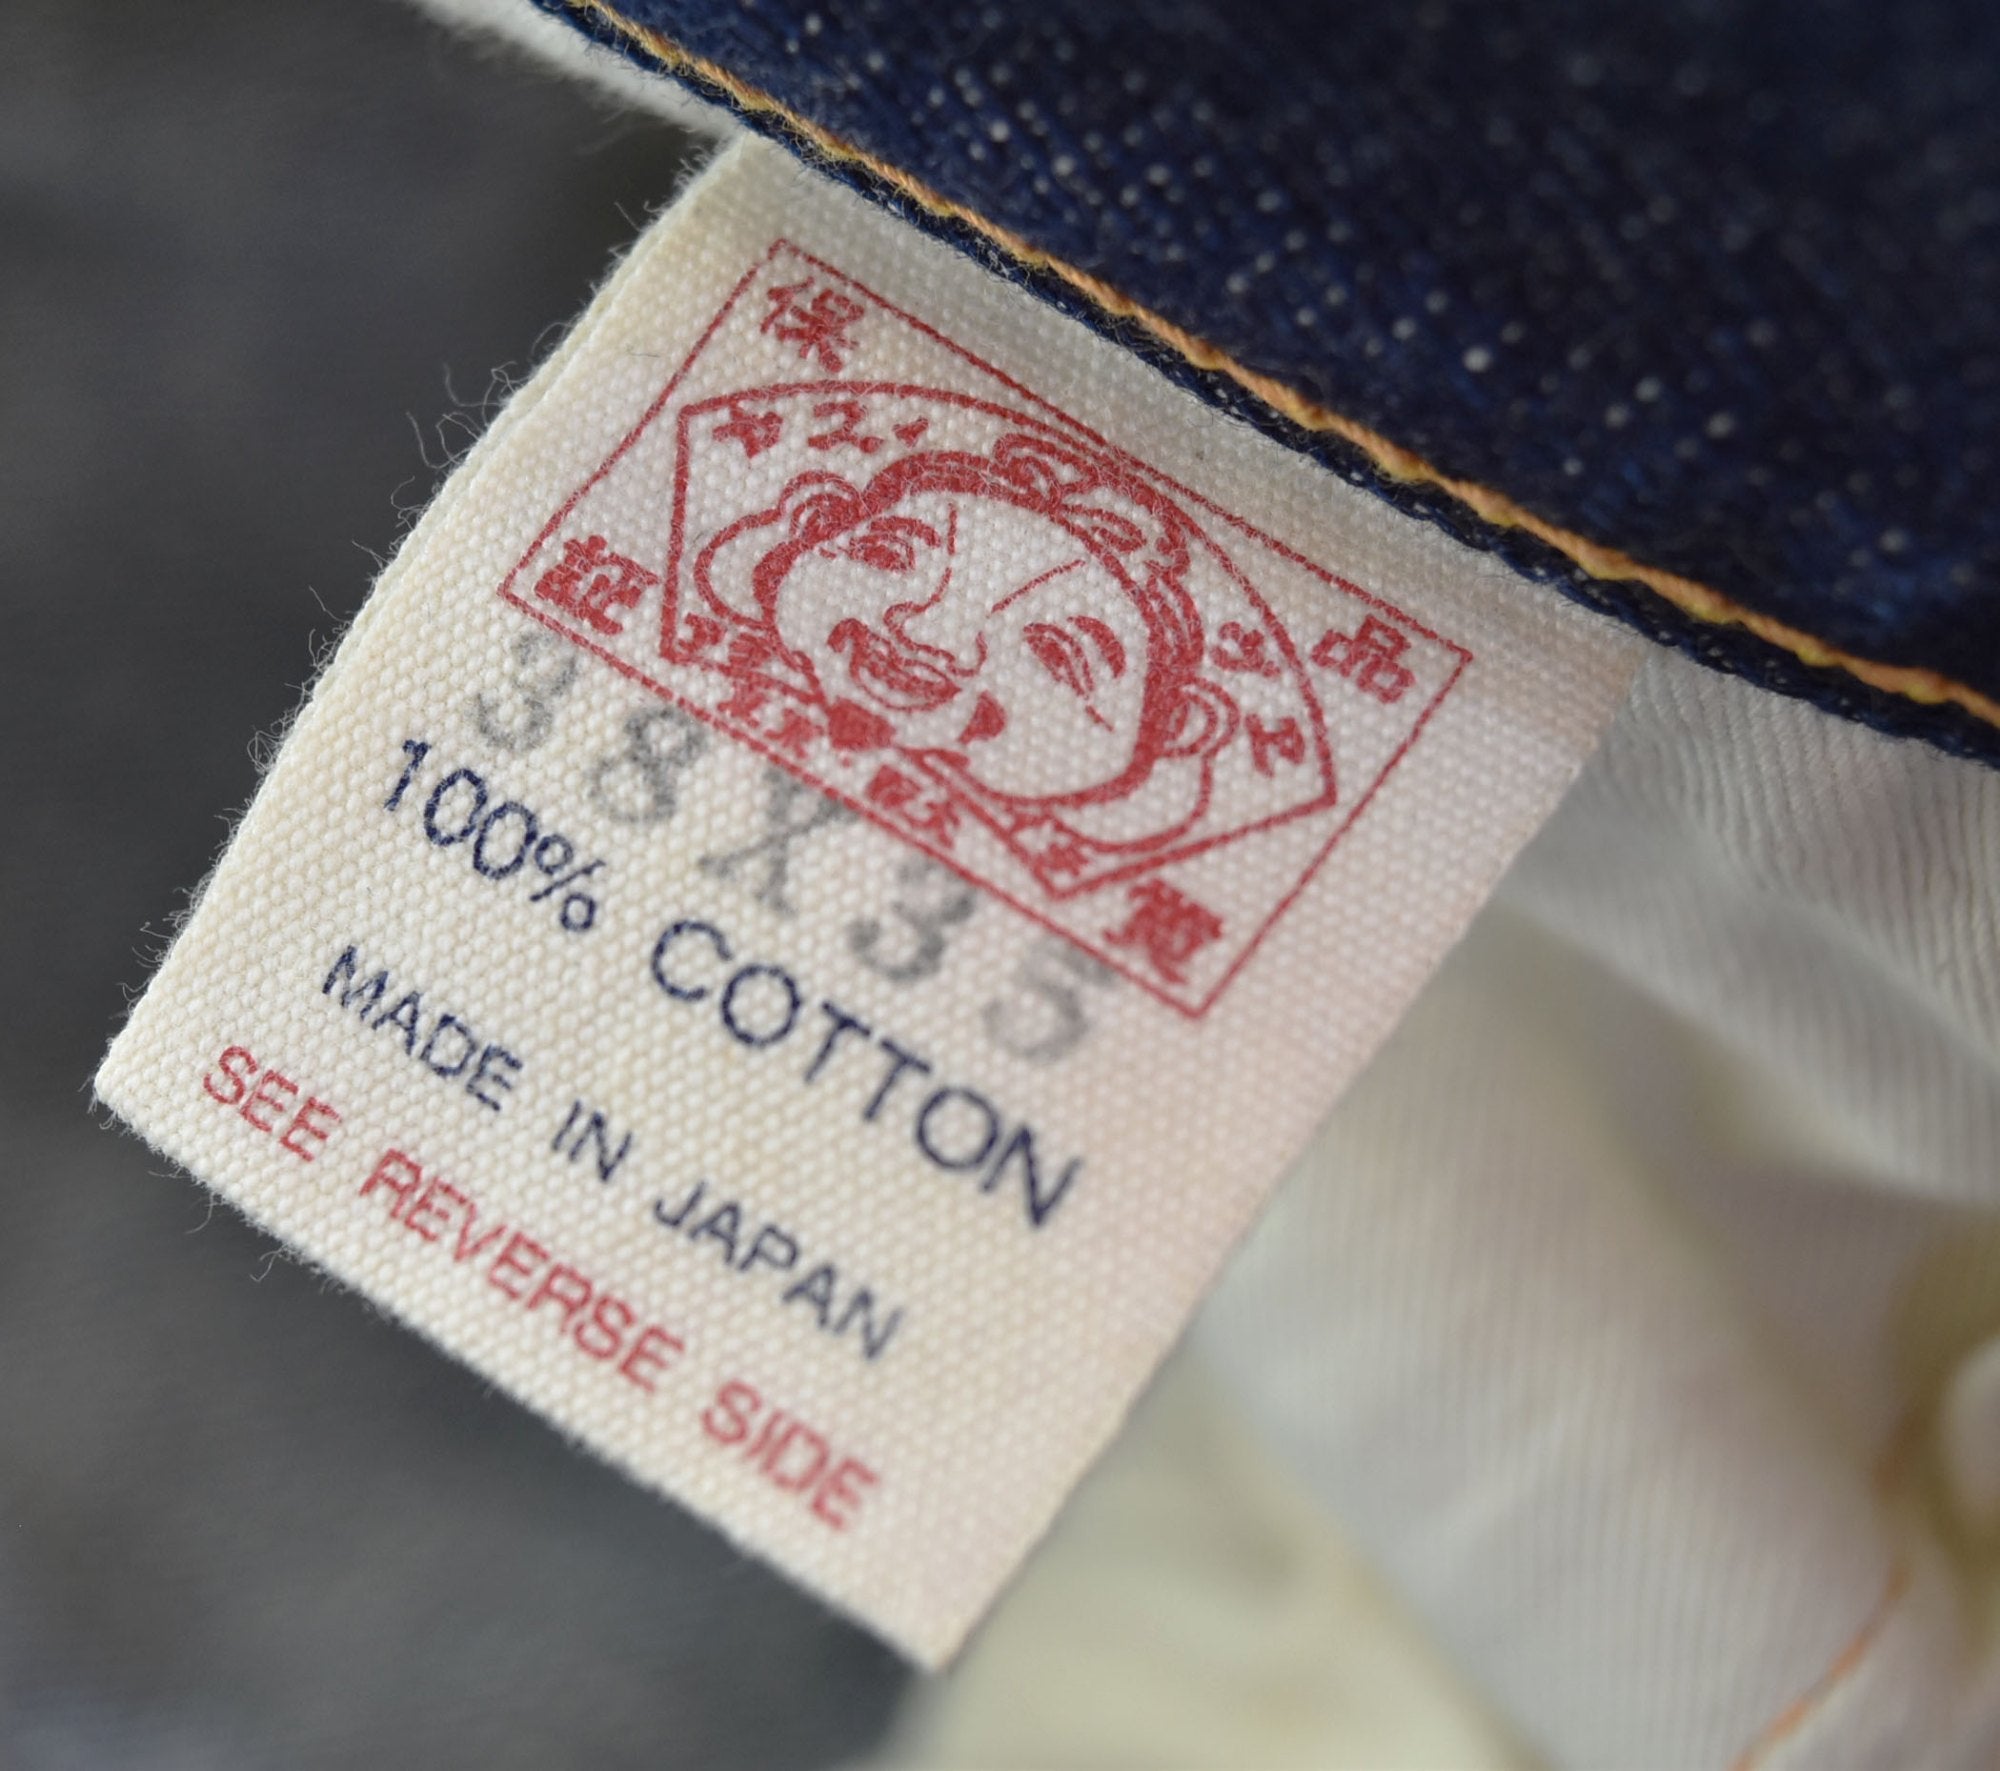 保 品
証 質
38X35
100% COTTON
MADE IN JAPAN
SEE REVERSE SIDE